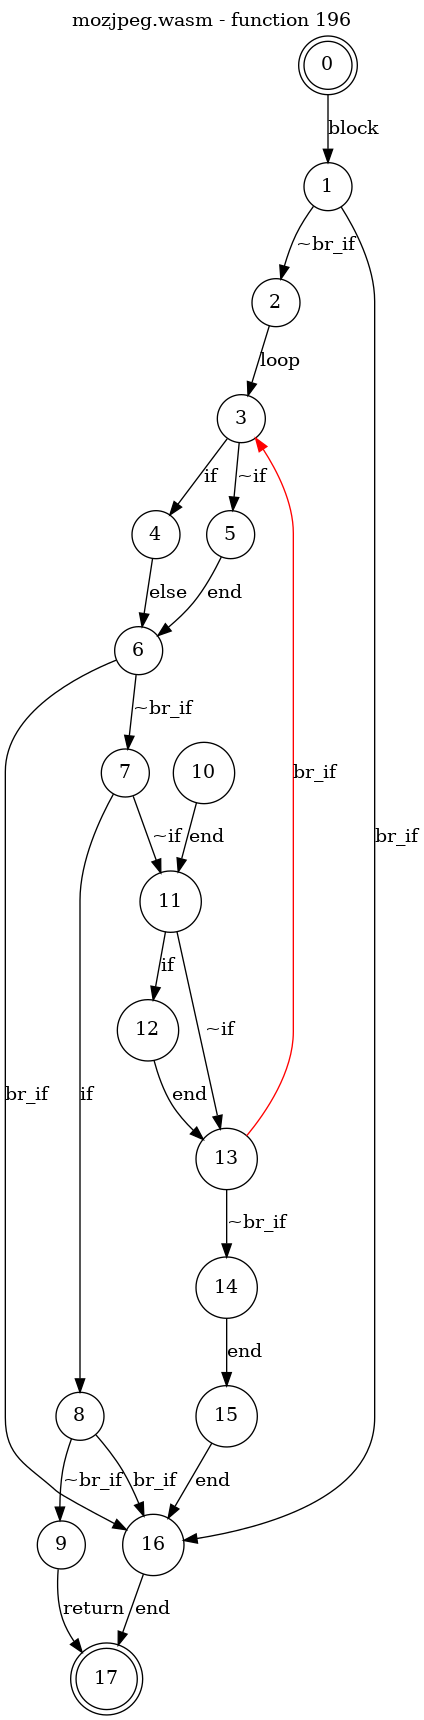 mozjpeg.wasm - function 196
0
block
1
~br_if
2
loop
3
if
~if
4
5
else
end
6
~br_if
7
10
br_if
br_if
~if
end
11
if
~if
12
br_if
if
end
13
~br_if
14
end
8
15
~br_if
br_if
end
9
16
return
end
17